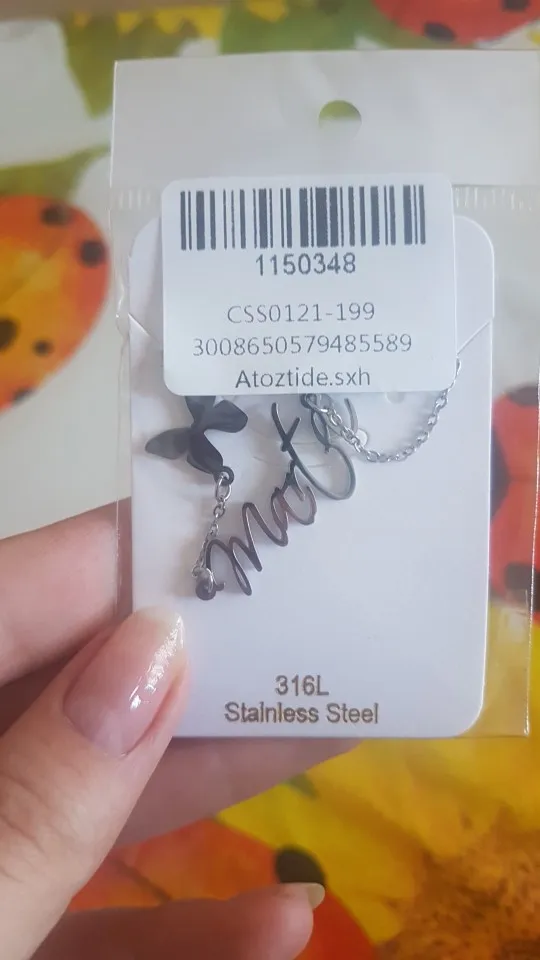 1150348
CSS0121-199
3008650579485589
Atoztide.sxh
316L
Stainless Steel